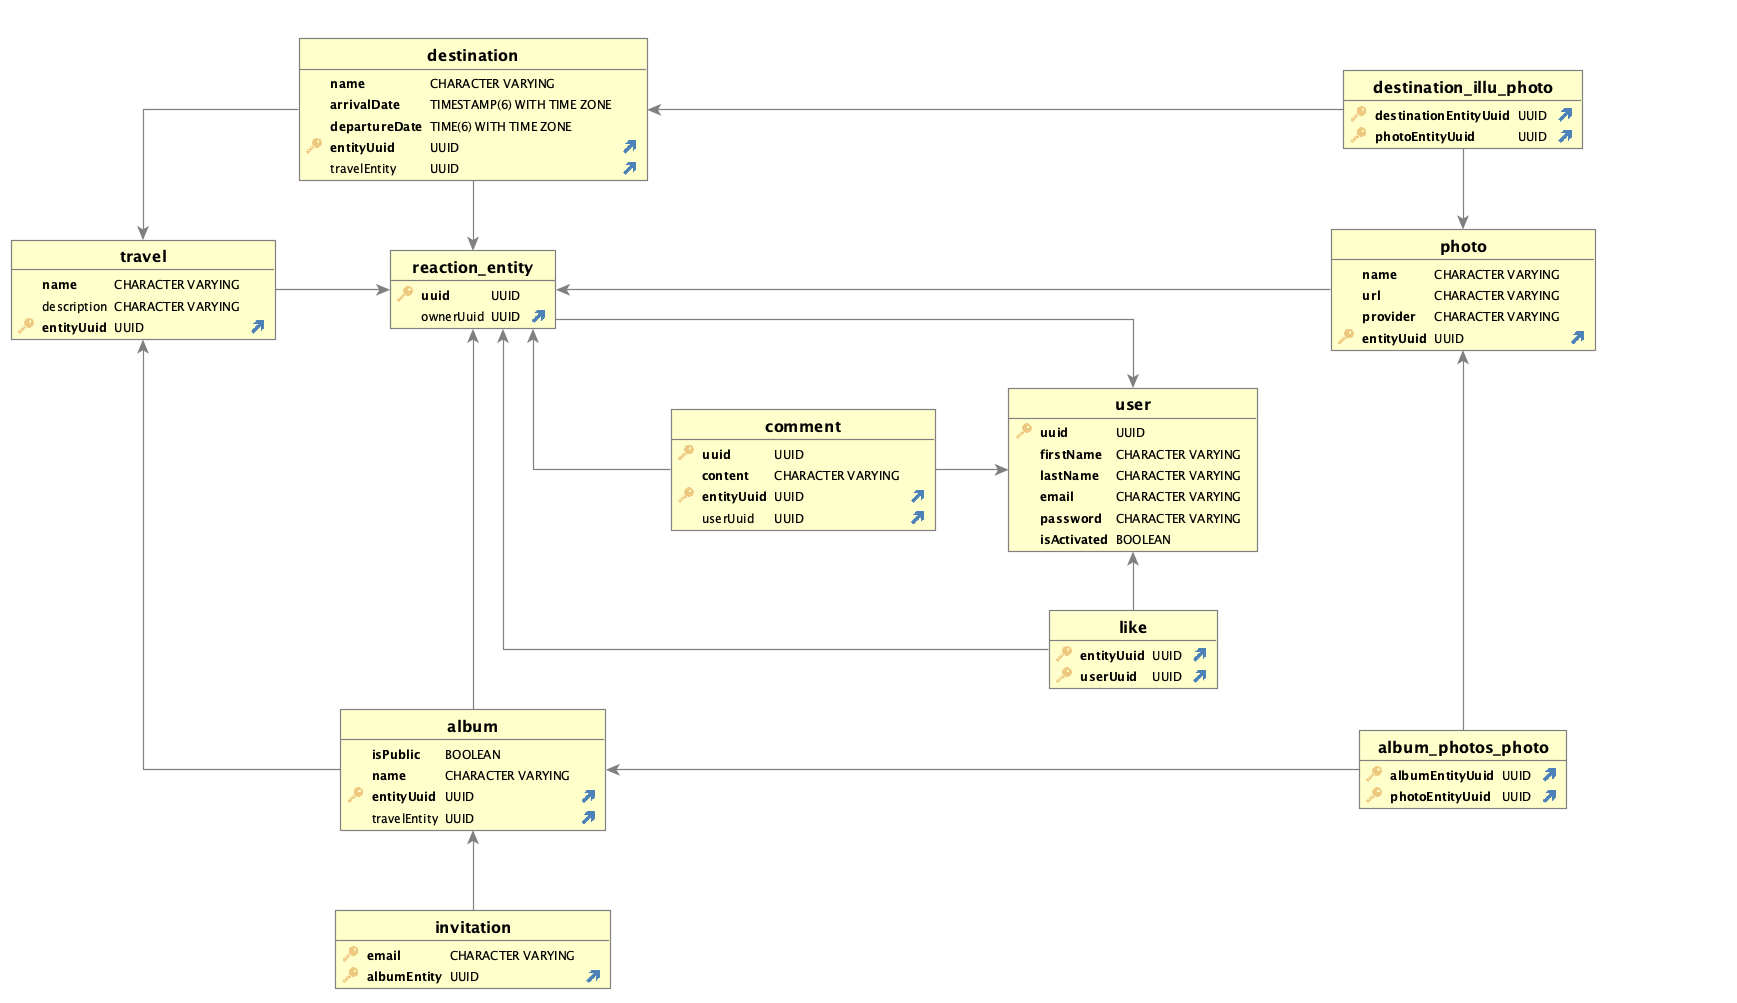 destination
name CHARACTER VARYING
arrivalDate TIMESTAMP(6) WITH TIME ZONE
departureDate TIME(6) WITH TIME ZONE
entityUuid UUID
travelEntity UUID
destination_illu_photo
destinationEntityUuid UUID
photoEntityUuid UUID
travel
name CHARACTER VARYING
description CHARACTER VARYING
entityUuid UUID
reaction_entity
uuid UUID
ownerUuid UUID
photo
name CHARACTER VARYING
url CHARACTER VARYING
provider CHARACTER VARYING
entityUuid UUID
comment
uuid UUID
content CHARACTER VARYING
entityUuid UUID
userUuid UUID
user
uuid UUID
firstName CHARACTER VARYING
lastName CHARACTER VARYING
email CHARACTER VARYING
password CHARACTER VARYING
isActivated BOOLEAN
like
entityUuid UUID
userUuid UUID
album
isPublic BOOLEAN
name CHARACTER VARYING
entityUuid UUID
travelEntity UUID
album_photos_photo
albumEntityUuid UUID
photoEntityUuid UUID
invitation
email CHARACTER VARYING
albumEntity UUID